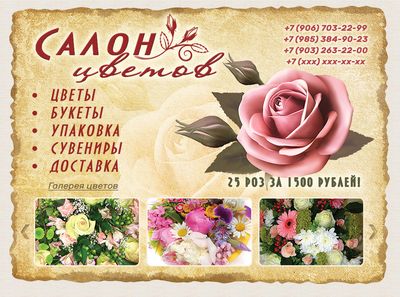 Салон
цветов
+7 (906) 703-22-99
+7 (985) 384-90-23
+7 (903) 263-22-00
+7 (xxx) xxx-xx-xx
• ЦВЕТЫ
• БУКЕТЫ
• УПАКОВКА
• СУВЕНИРЫ
• ДОСТАВКА
Галерея цветов
25 РОЗ ЗА 1500 РУБЛЕЙ!